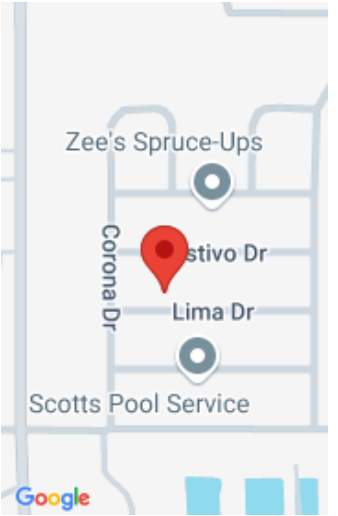 Zee's Spruce-Ups
stivo Dr
Corona Dr
Lima Dr
Scotts Pool Service
Google